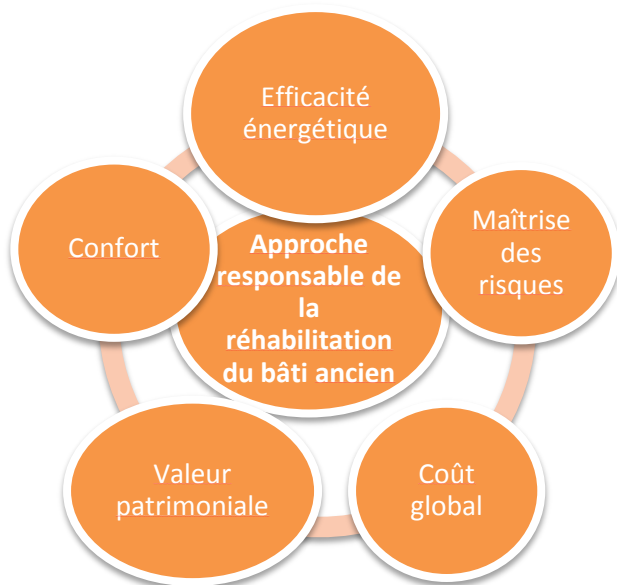 Efficacité
énergétique
Confort
Maîtrise
des
risques
Approche
responsable de
la
réhabilitation
du bâti ancien
Valeur
patrimoniale
Coût
global